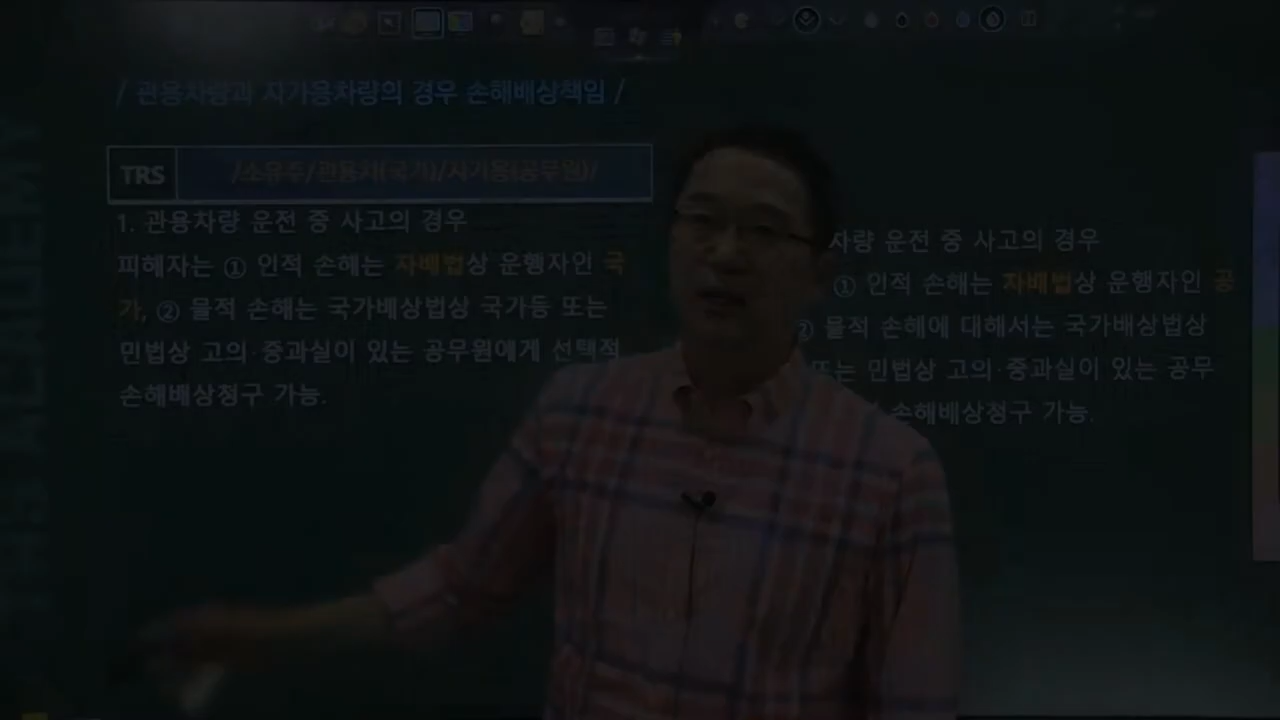 / 관용차량과 자가용차량의 경우 손해배상책임 /
TRS
/소유주/관용차(국가)/자가용(공무원)/
1. 관용차량 운전 중 사고의 경우
피해자는 ① 인적 손해는 자배법상 운행자인 국
가, ② 물적 손해는 국가배상법상 국가등 또는
민법상 고의·중과실이 있는 공무원에게 선택적
손해배상청구 가능.
차량 운전 중 사고의 경우
① 인적 손해는 자배법상 운행자인 공
② 물적 손해에 대해서는 국가배상법상
또는 민법상 고의·중과실이 있는 공무
손해배상청구 가능.